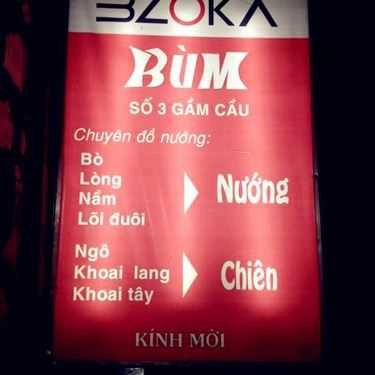 BZOKA
BÙM
SỐ 3 GẦM CẦU
Chuyên đồ nướng:
Bò
Lòng
Nầm
Lõi đuôi
Nướng
Ngô
Khoai lang
Khoai tây
Chiên
KÍNH MỜI